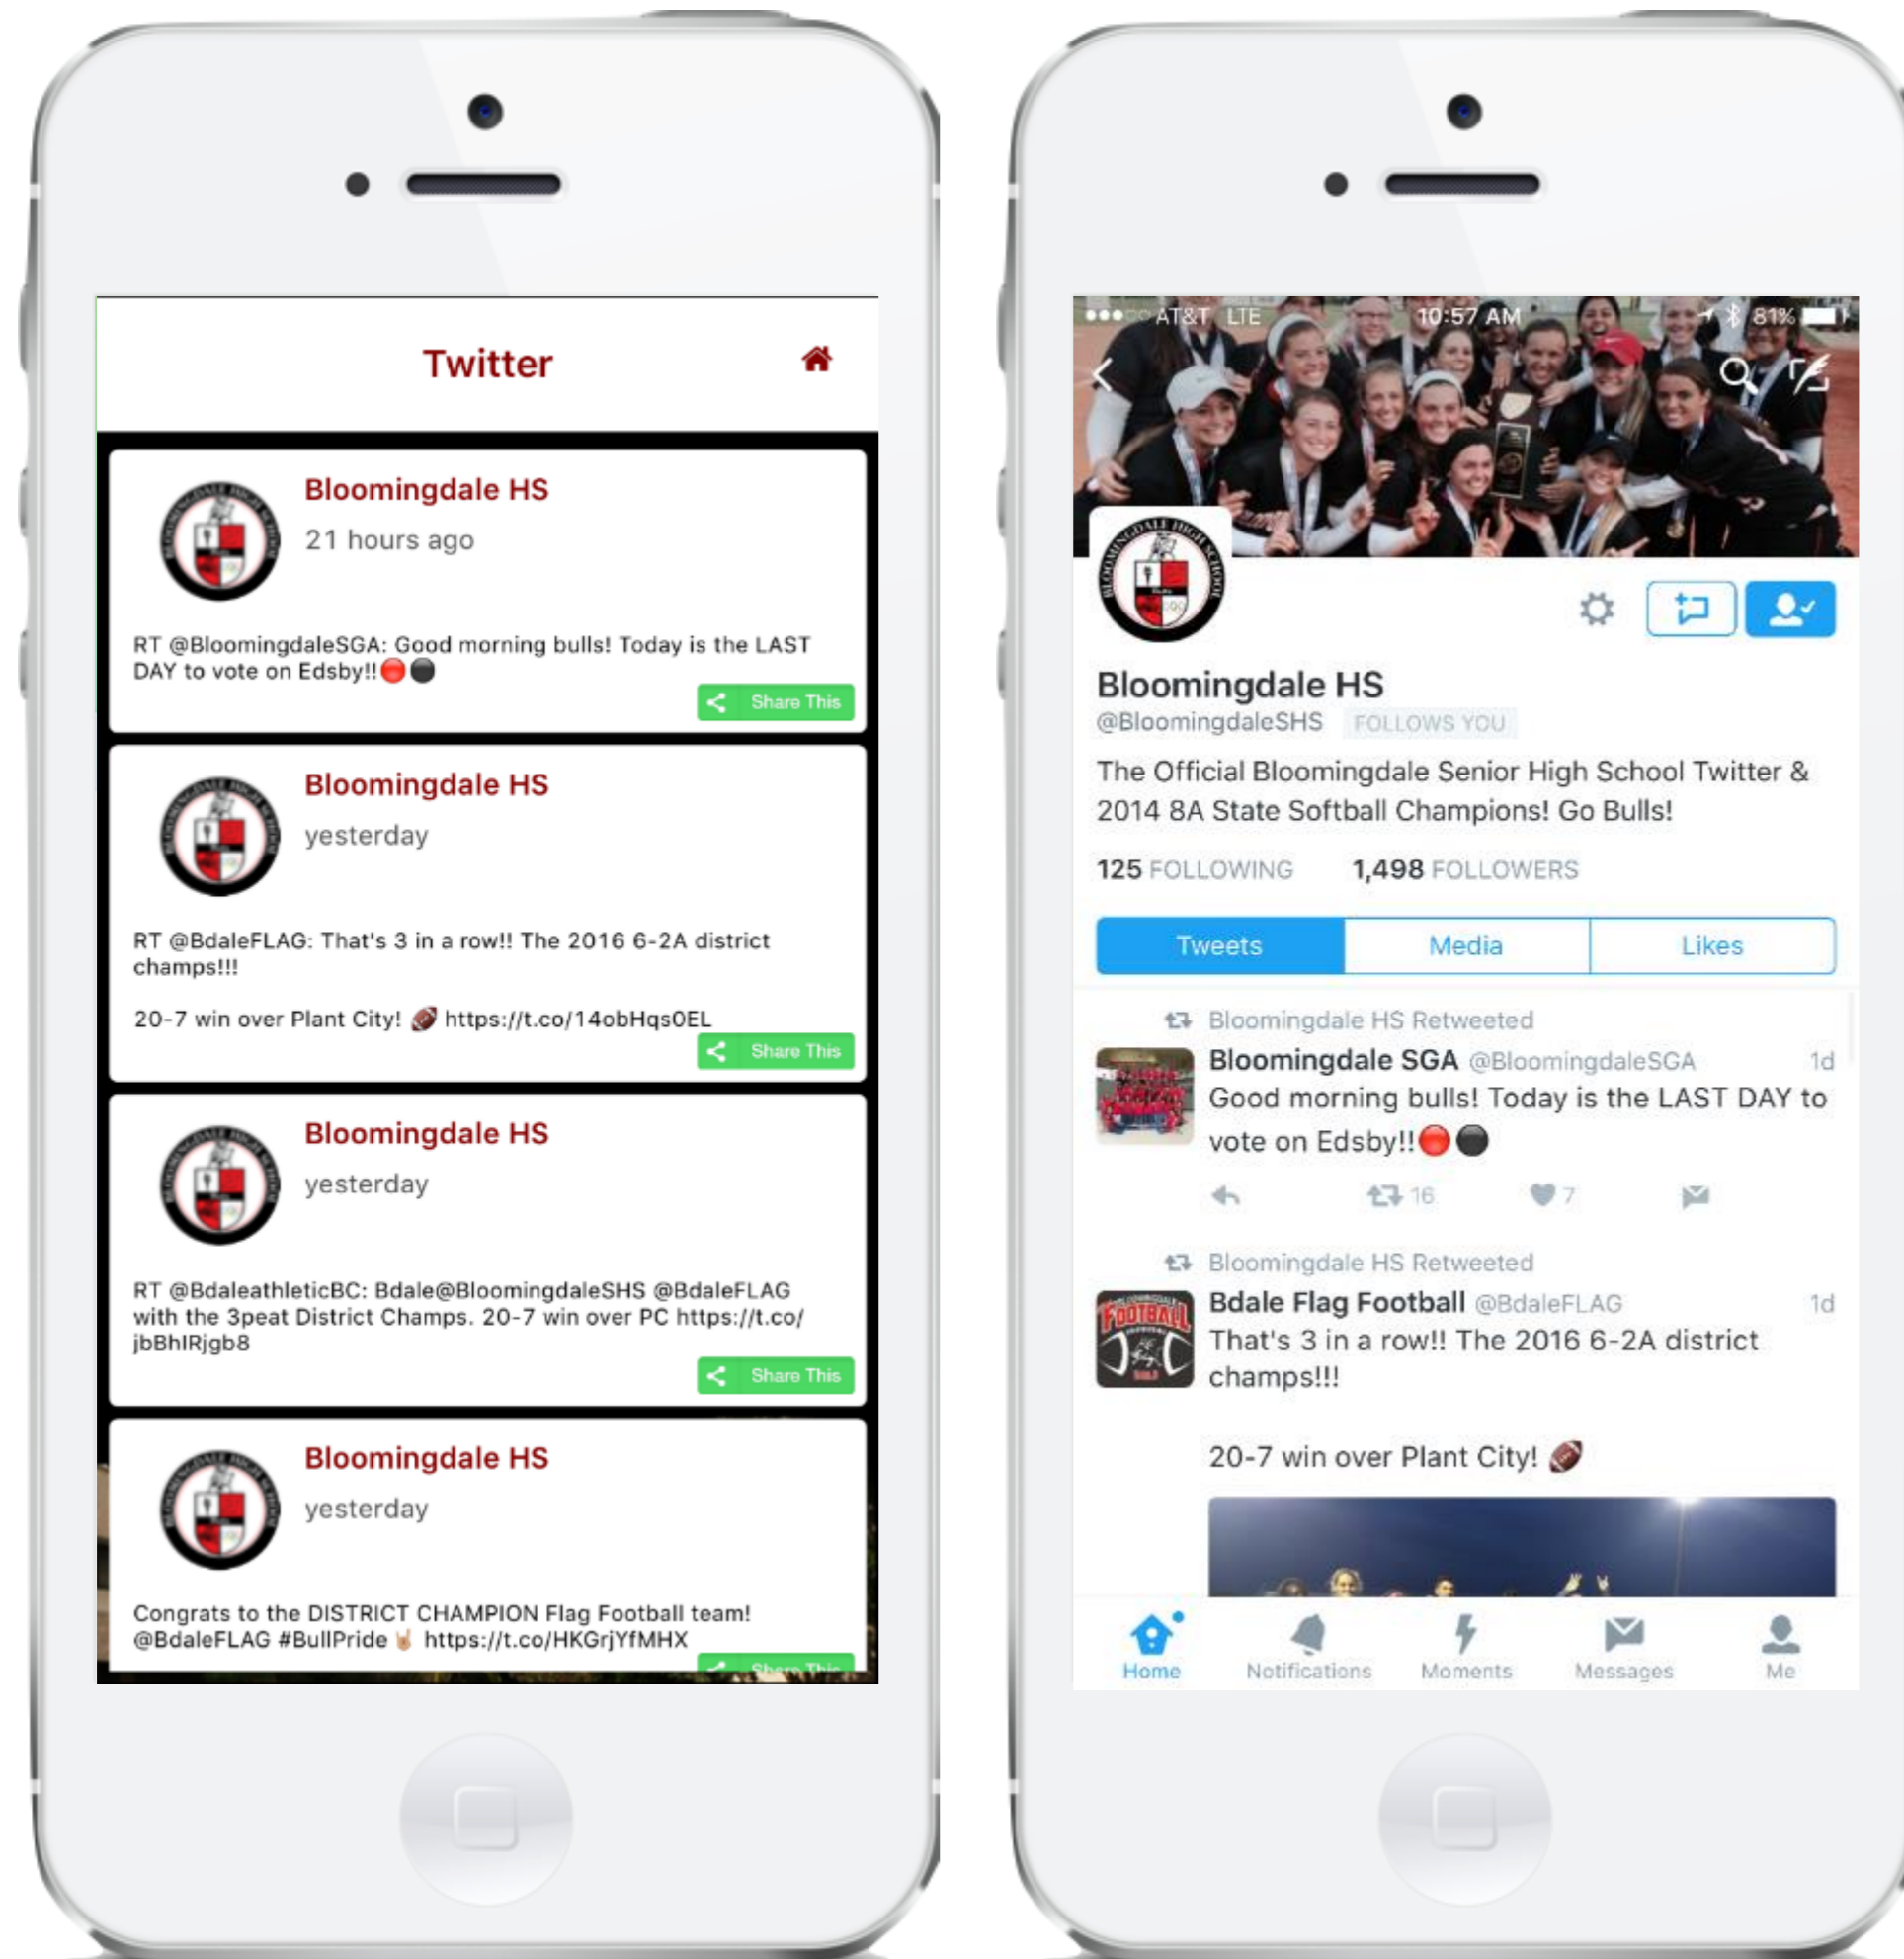 Twitter
Bloomingdale HS
21 hours ago
RT @BloomingdaleSGA: Good morning bulls! Today is the LAST
DAY to vote on Edsby!!🔴⚫
Share This
Bloomingdale HS
yesterday
RT @BdaleFLAG: That's 3 in a row!! The 2016 6-2A district
champs!!!
20-7 win over Plant City! 🏈 https://t.co/14obHqs0EL
Share This
Bloomingdale HS
yesterday
RT @BdaleathleticBC: Bdale@BloomingdaleSHS @BdaleFLAG
with the 3peat District Champs. 20-7 win over PC https://t.co/
jbBhIRjgb8
Share This
Bloomingdale HS
yesterday
Congrats to the DISTRICT CHAMPION Flag Football team!
@BdaleFLAG #BullPride🤘🏼 https://t.co/HKGrjYfMHX
Share This
AT&T LTE 10:57 AM 81%
BLOOMINGDALE HIGH SCHOOL
Bloomingdale HS
@BloomingdaleSHS FOLLOWS YOU
The Official Bloomingdale Senior High School Twitter &
2014 8A State Softball Champions! Go Bulls!
125 FOLLOWING 1,498 FOLLOWERS
Tweets Media Likes
Bloomingdale HS Retweeted
Bloomingdale SGA @BloomingdaleSGA 1d
Good morning bulls! Today is the LAST DAY to
vote on Edsby!!🔴⚫
16 7
Bloomingdale HS Retweeted
Bdale Flag Football @BdaleFLAG 1d
FOOTBALL
That's 3 in a row!! The 2016 6-2A district
champs!!!
20-7 win over Plant City! 🏈
Home Notifications Moments Messages Me